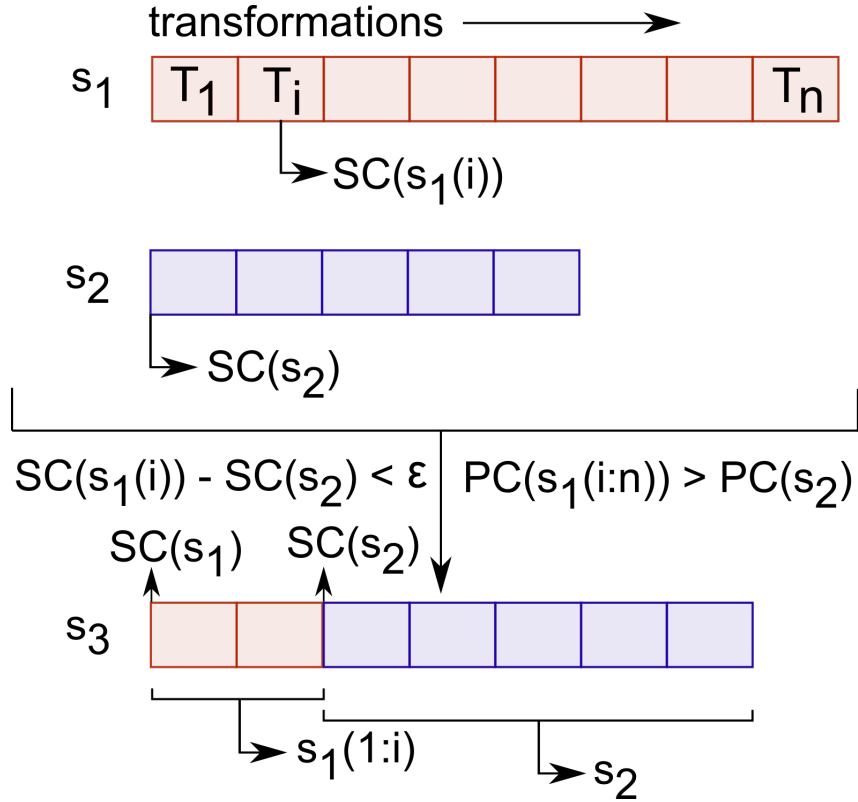 transformations
s₁ T₁ Tᵢ Tₙ
SC(s₁(i))
s₂
SC(s₂)
SC(s₁(i)) - SC(s₂) < ε PC(s₁(i:n)) > PC(s₂)
SC(s₁) SC(s₂)
s₃
s₁(1:i)
s₂